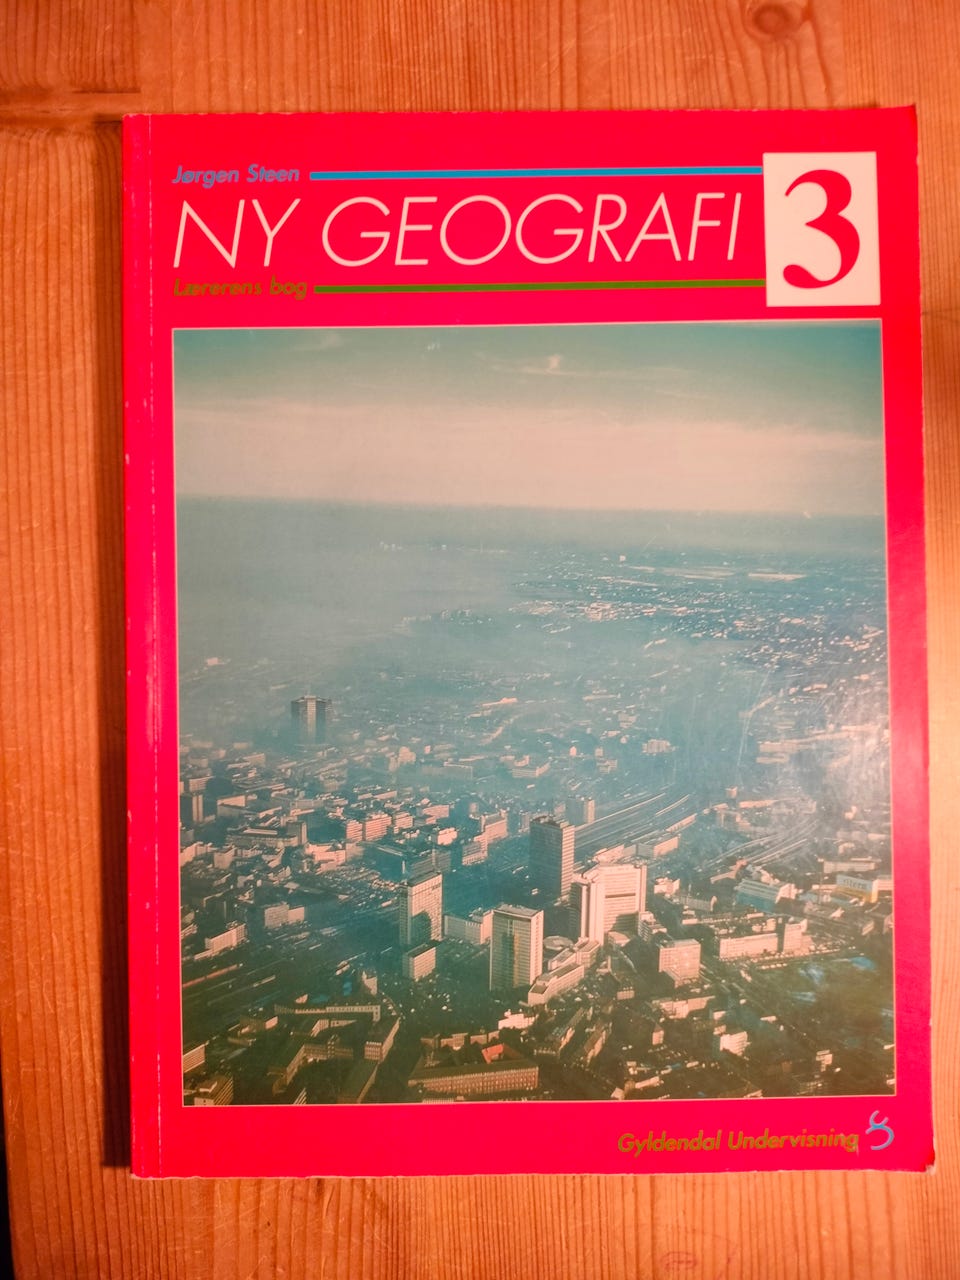 Jørgen Steen
NY GEOGRAFI 3
Lærerens bog
Gyldendal Undervisning